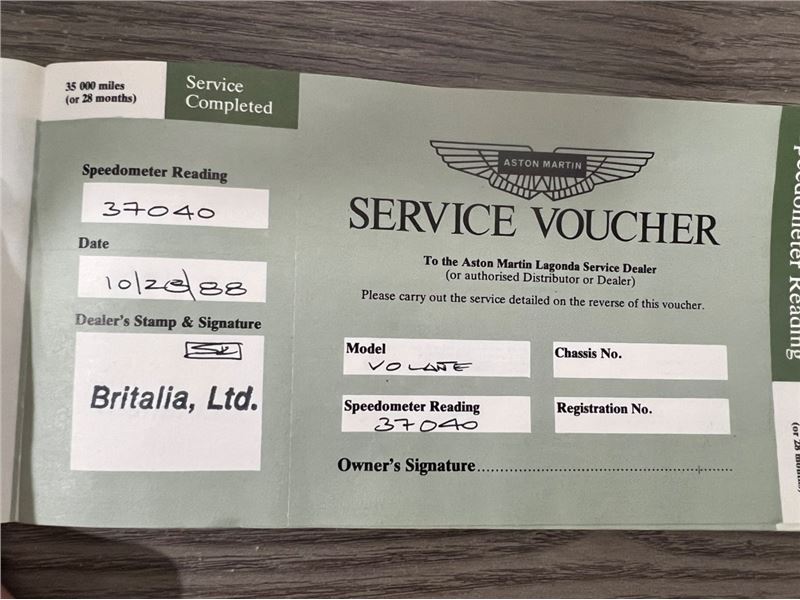 35 000 miles
(or 28 months)
Service
Completed
Speedometer Reading
37040
Date
10/28/88
Dealer's Stamp & Signature
Britalia, Ltd.
ASTON MARTIN
SERVICE VOUCHER
To the Aston Martin Lagonda Service Dealer
(or authorised Distributor or Dealer)
Please carry out the service detailed on the reverse of this voucher.
Model
VOLANTE
Chassis No.
Speedometer Reading
37040
Registration No.
Owner's Signature
Speedometer Reading
(or 28 months)